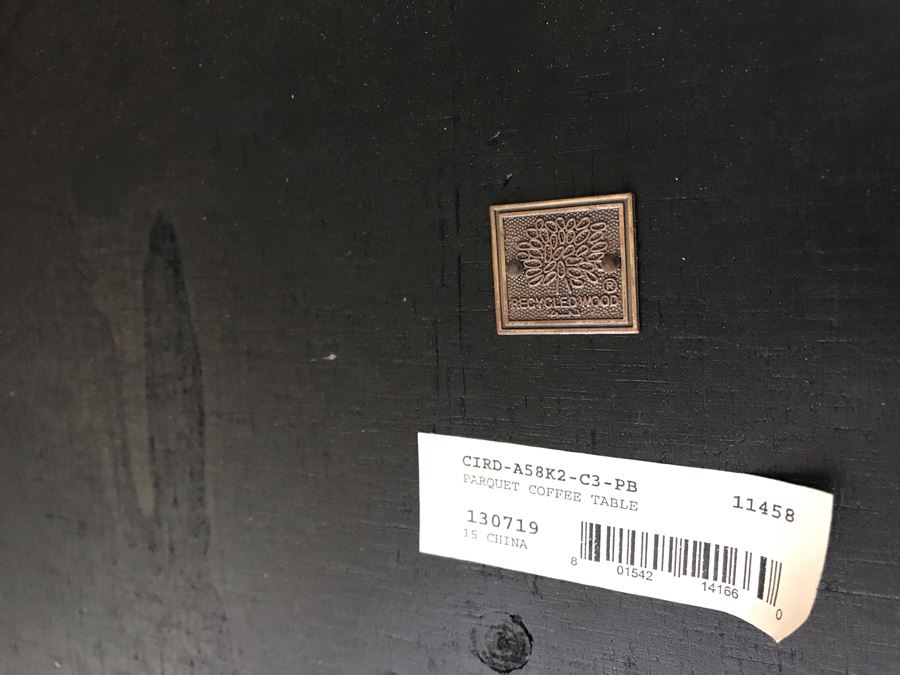 RECYCLED WOOD ®
CIRD-A58K2-C3-PB
PARQUET COFFEE TABLE
11458
130719
15 CHINA
8 01542 14166 0